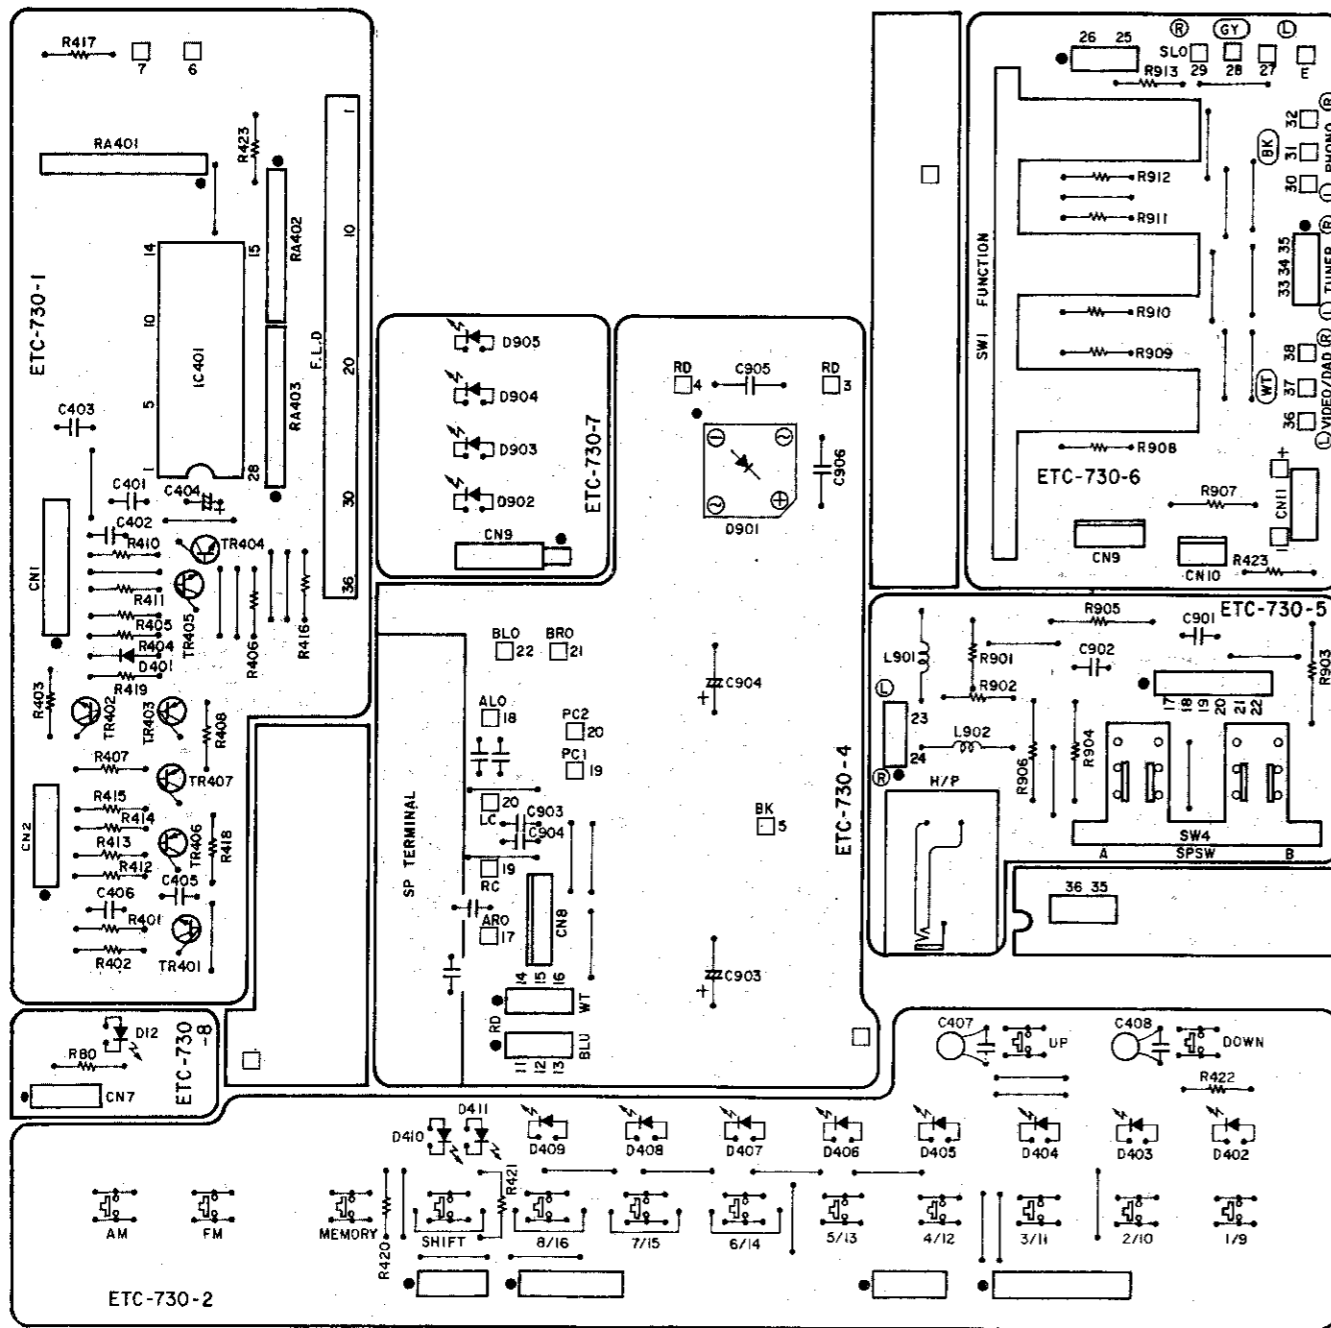 ETC-730-1
R417
7
6
RA401
R423
RA402
RA403
F.L.D
1
10
20
30
36
14
10
5
1
15
28
IC401
C403
C401
C404
+
C402
R410
TR404
CN1
R411
R405
R404
D401
R419
TR405
R406
R416
R403
TR402
TR403
R408
R407
TR407
R415
R414
R413
R412
CN2
TR406
R418
C406
C405
R401
R402
TR401
ETC-730-7
D905
D904
D903
D902
CN9
ETC-730-4
RD
4
C905
RD
3
D901
C906
BLO
22
BRO
21
ALO
18
PC2
20
PC1
19
20
LC
C903
C904
19
RC
ARO
17
CN8
SP TERMINAL
14
15
16
WT
RD
11
12
13
BLU
C904
+
BK
5
C903
+
ETC-730-6
SW1 FUNCTION
26 25
R GY L
SLO
29 28 27 E
R913
32
31
30
BK
PHONO
R
L
R912
R911
R
33 34 35
TUNER
L
R910
R909
R908
38
37
36
WT
VIDEO/DAD
R
L
R907
CN11
+
-
CN9
CN10
R423
ETC-730-5
L901
R901
R902
R905
C901
C902
R903
L
23
24
R
L902
R906
R904
17
18
19
20
21
22
H/P
SW4
A SPSW B
36 35
ETC-730-8
D12
R80
CN7
ETC-730-2
C407
UP
C408
DOWN
R422
D410
D411
D409
D408
D407
D406
D405
D404
D403
D402
R420
R421
AM
FM
MEMORY
SHIFT
8/16
7/15
6/14
5/13
4/12
3/11
2/10
1/9